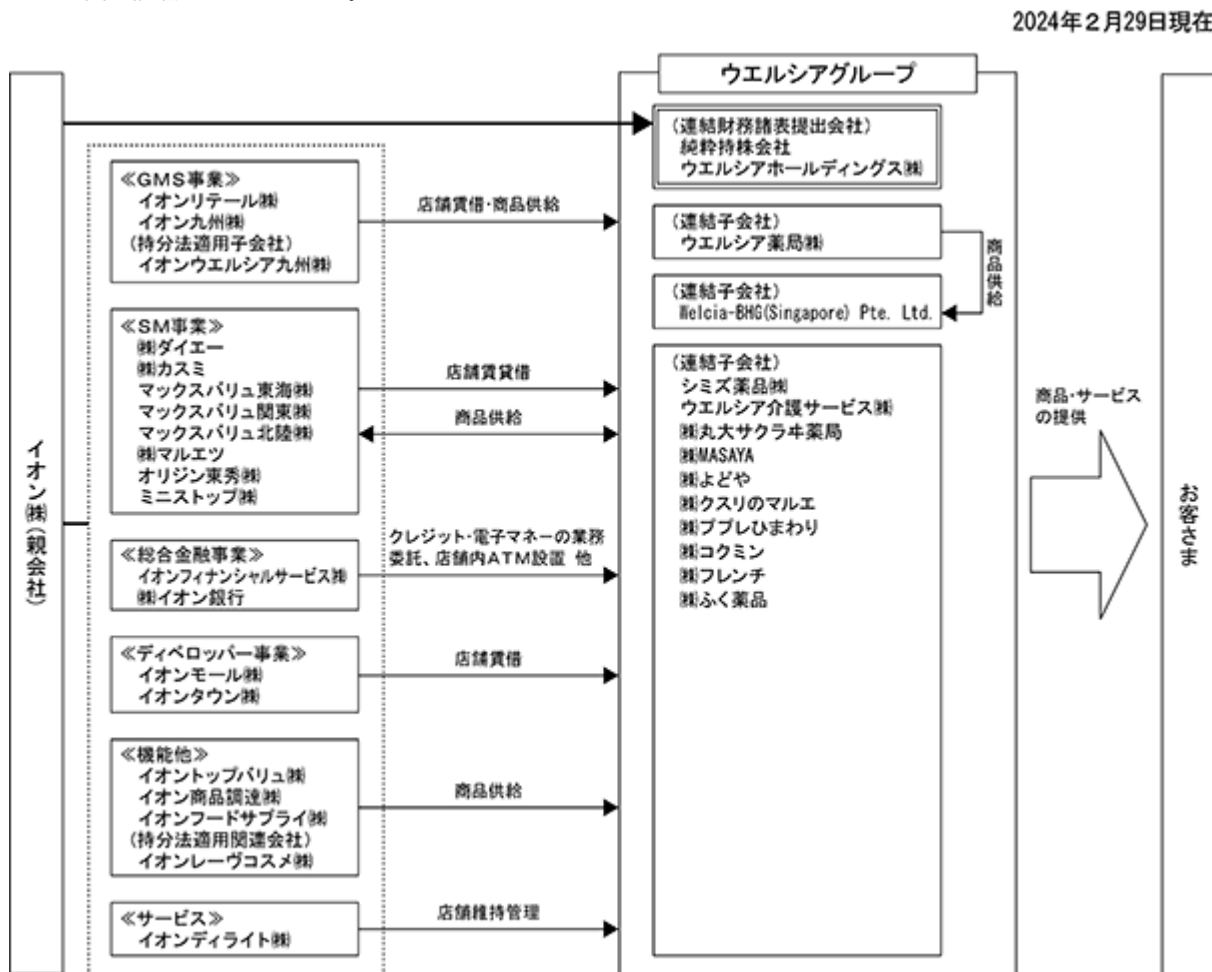 2024年2月29日現在
イオン㈱(親会社)
≪GMS事業≫
イオンリテール㈱
イオン九州㈱
(持分法適用子会社)
イオンウエルシア九州㈱
店舗賃借・商品供給
≪SM事業≫
㈱ダイエー
㈱カスミ
マックスバリュ東海㈱
マックスバリュ関東㈱
マックスバリュ北陸㈱
㈱マルエツ
オリジン東秀㈱
ミニストップ㈱
店舗賃貸借
商品供給
≪総合金融事業≫
イオンフィナンシャルサービス㈱
㈱イオン銀行
クレジット・電子マネーの業務
委託、店舗内ATM設置 他
≪ディベロッパー事業≫
イオンモール㈱
イオンタウン㈱
店舗賃借
≪機能他≫
イオントップバリュ㈱
イオン商品調達㈱
イオンフードサプライ㈱
(持分法適用関連会社)
イオンレーヴコスメ㈱
商品供給
≪サービス≫
イオンディライト㈱
店舗維持管理
ウエルシアグループ
(連結財務諸表提出会社)
純粋持株会社
ウエルシアホールディングス㈱
(連結子会社)
ウエルシア薬局㈱
商品供給
(連結子会社)
Welcia-BHG(Singapore) Pte. Ltd.
(連結子会社)
シミズ薬品㈱
ウエルシア介護サービス㈱
㈱丸大サクラヰ薬局
㈱MASAYA
㈱よどや
㈱クスリのマルエ
㈱ププレひまわり
㈱コクミン
㈱フレンチ
㈱ふく薬品
商品・サービス
の提供
お客さま